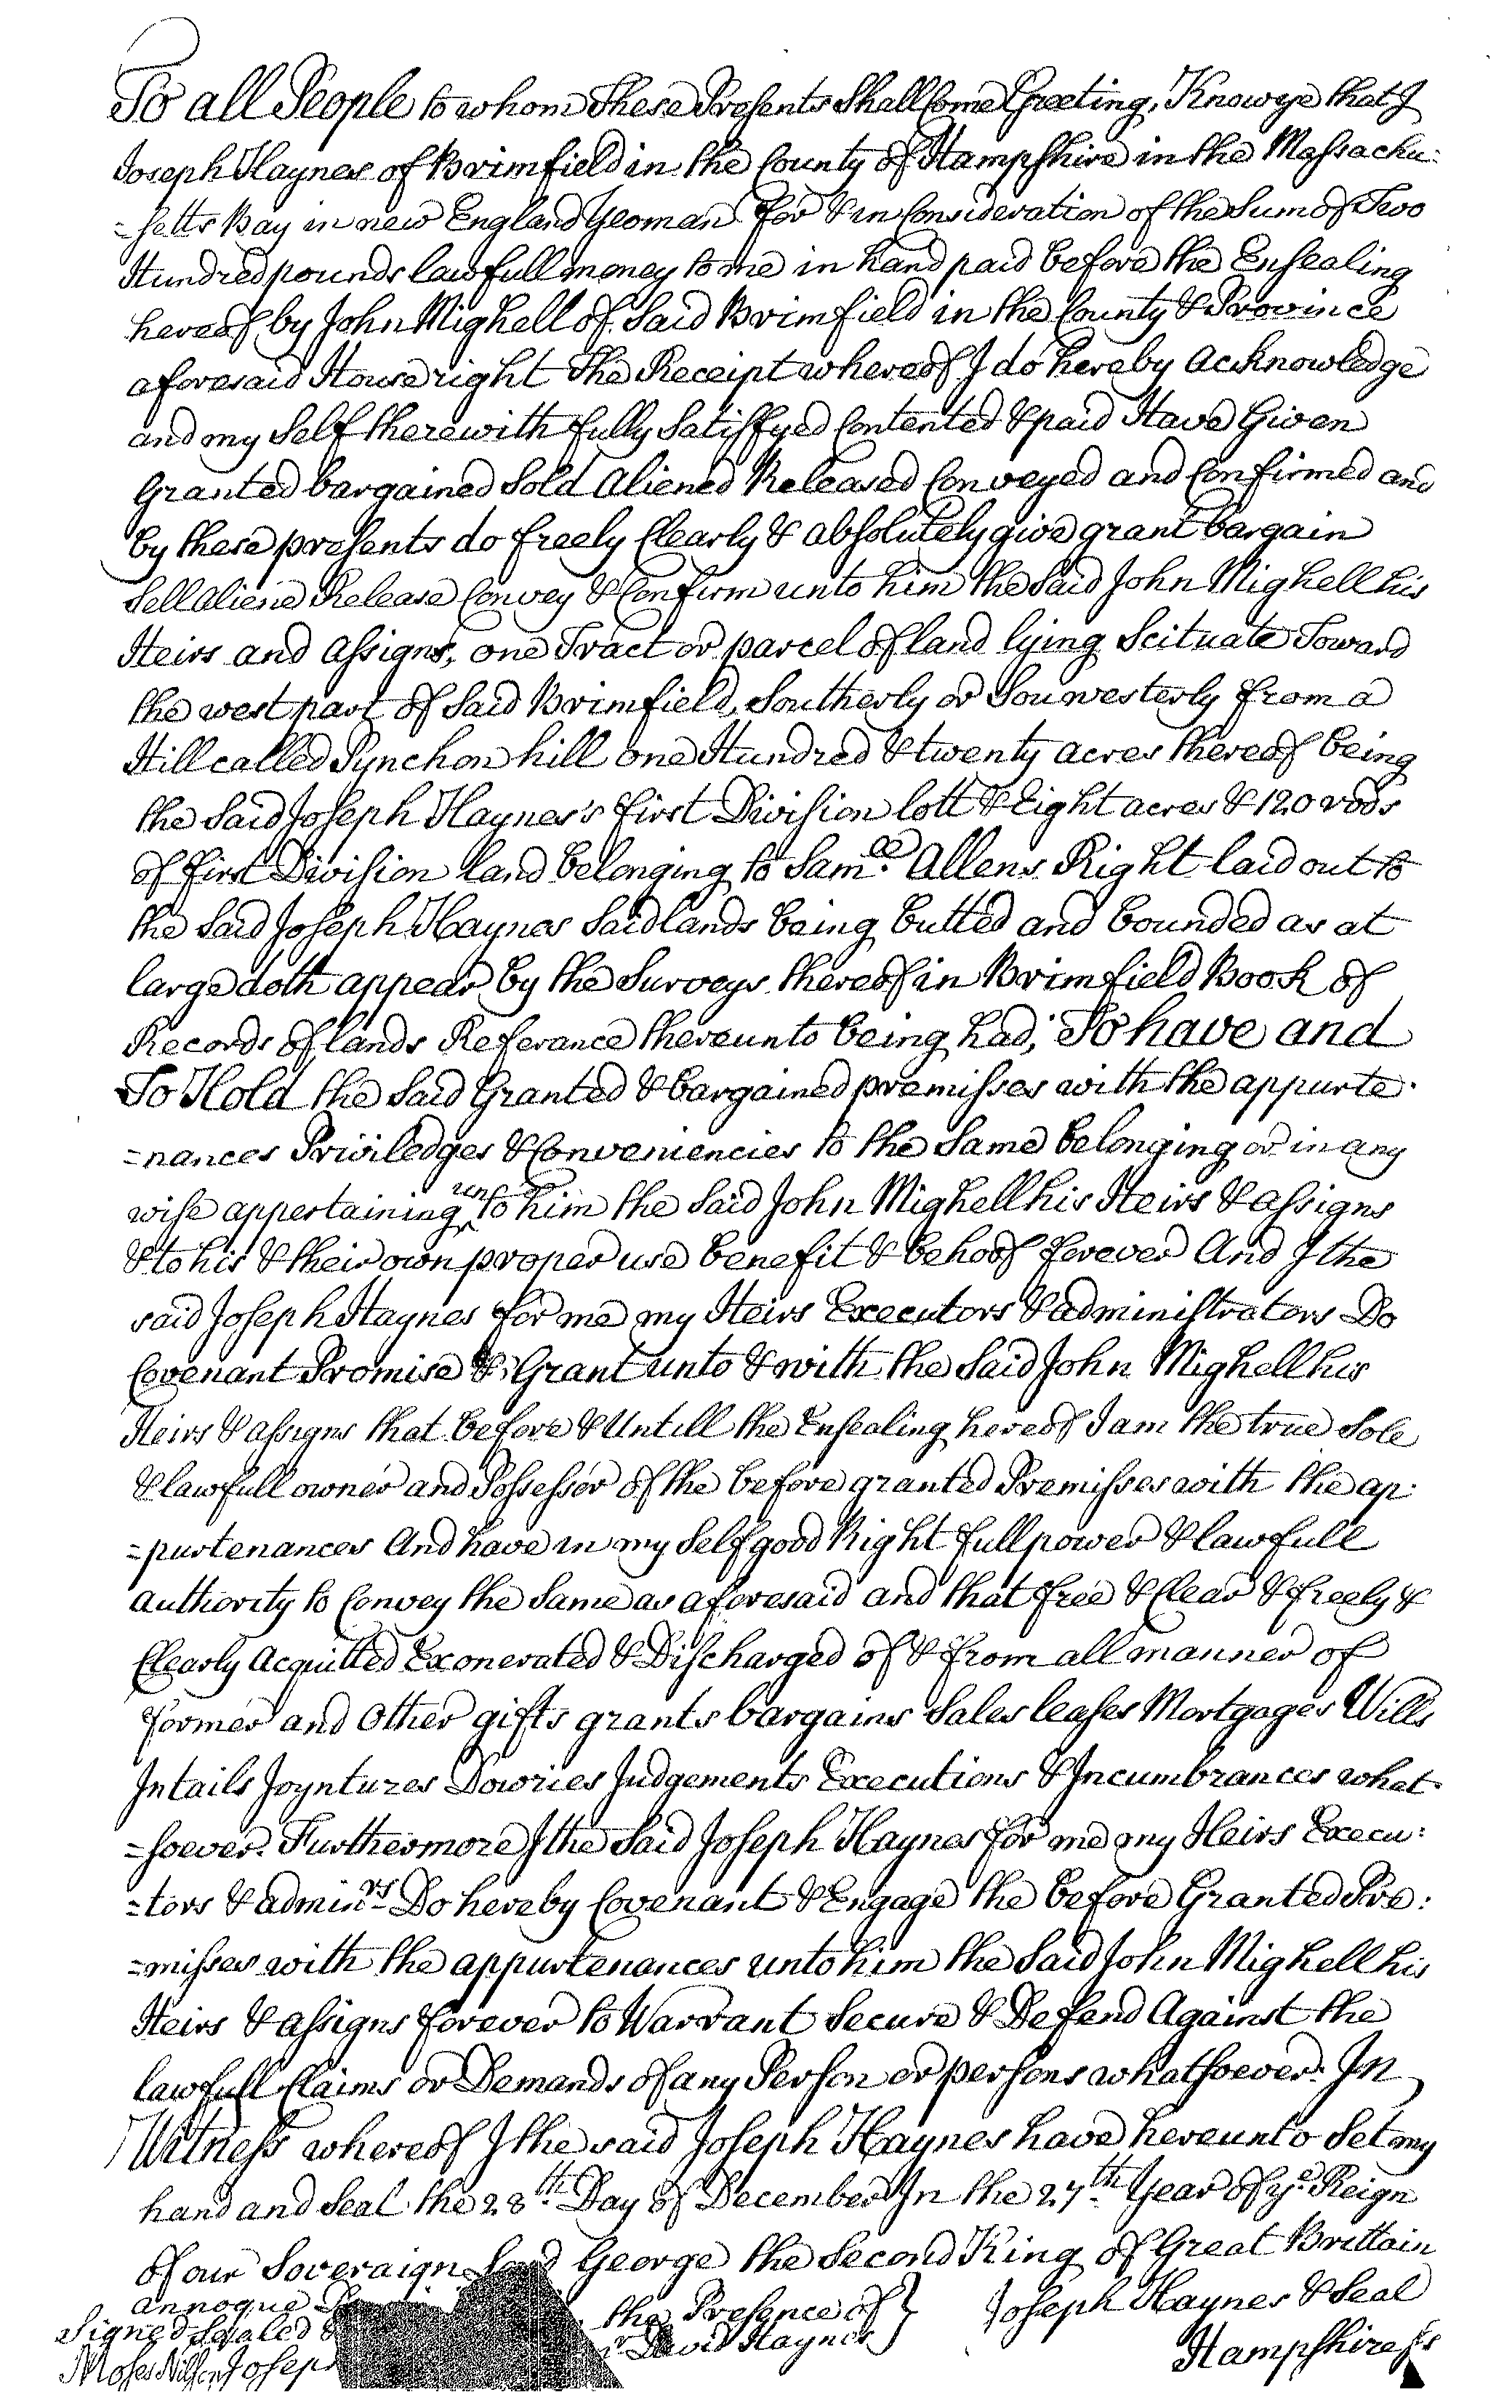 To all People to whom These Presents Shall Come Greeting, Know ye that I
Joseph Haynes of Brimfield in the County of Hampshire in the Massachu:
=setts Bay in new England Yeoman for & in Consideration of the Sum of Two
Hundred pounds lawfull money to me in hand paid before the Ensealing
hereof by John Mighell of Said Brimfield in the County & Province
aforesaid Houseright The Receipt whereof I do hereby acknowledge
and my Self therewith fully Satisfyed Contented & paid Have Given
Granted bargained Sold Aliened Released Conveyed and Confirmed and
by these presents do freely Clearly & absolutely give grant bargain
Sell aliene Release Convey & Confirm unto him the Said John Mighell his
Heirs and Assigns, one Tract or parcel of land lying Scituate Toward
the west part of Said Brimfield, Southerly or Souwesterly from a
Hill called Pynchon hill one Hundred & twenty acres thereof being
the Said Joseph Haynes's first Division lott & Eight acres & 120 rods
of first Division land belonging to Sam.ll Allens Right laid out to
the Said Joseph Haynes Said lands being butted and bounded as at
large doth appear by the Surveys thereof in Brimfield Book of
Records of lands Referance thereunto being had; To have and
To Hold the Said Granted & bargained premisses with the appurte:
=nances Priviledges & Conveniencies to the Same belonging or in any
wise appertaining unto him the Said John Mighell his Heirs & assigns
& to his & their own proper use benefit & behoof forever And I the
said Joseph Haynes for me my Heirs Executors & administrators Do
Covenant Promise & Grant unto & with the Said John Mighell his
Heirs & assigns that before & Untill the Ensealing hereof I am the true Sole
& lawfull owner and Possessor of the before granted Premisses with the ap:
=purtenances And have in my Self good Right full power & lawfull
authority to Convey the Same as aforesaid and that free & Clear & freely &
Clearly Acquitted Exonerated & Discharged of & from all manner of
former and Other gifts grants bargains Sales leases Mortgages Wills
Intails Joyntures Dowries Judgements Executions & Incumbrances what-
=soever. Furthermore I the Said Joseph Haynes for me my Heirs Execu:
=tors & admin.rs Do hereby Covenant & Engage the before Granted Pre:
=misses with the appurtenances unto him the Said John Mighell his
Heirs & assigns forever to Warrant Secure & Defend Against the
lawfull Claims or Demands of any Person or persons whatsoever. In
Witness whereof I the said Joseph Haynes have hereunto Set my
hand and Seal the 28th. Day of December In the 27th. Year of ye. Reign
of our Soveraign Lord George the Second King of Great Brittain
annoque
Signed Sealed & the Presence of } Joseph Haynes & Seal
Moses Joseph David Haynes Hampshire ss